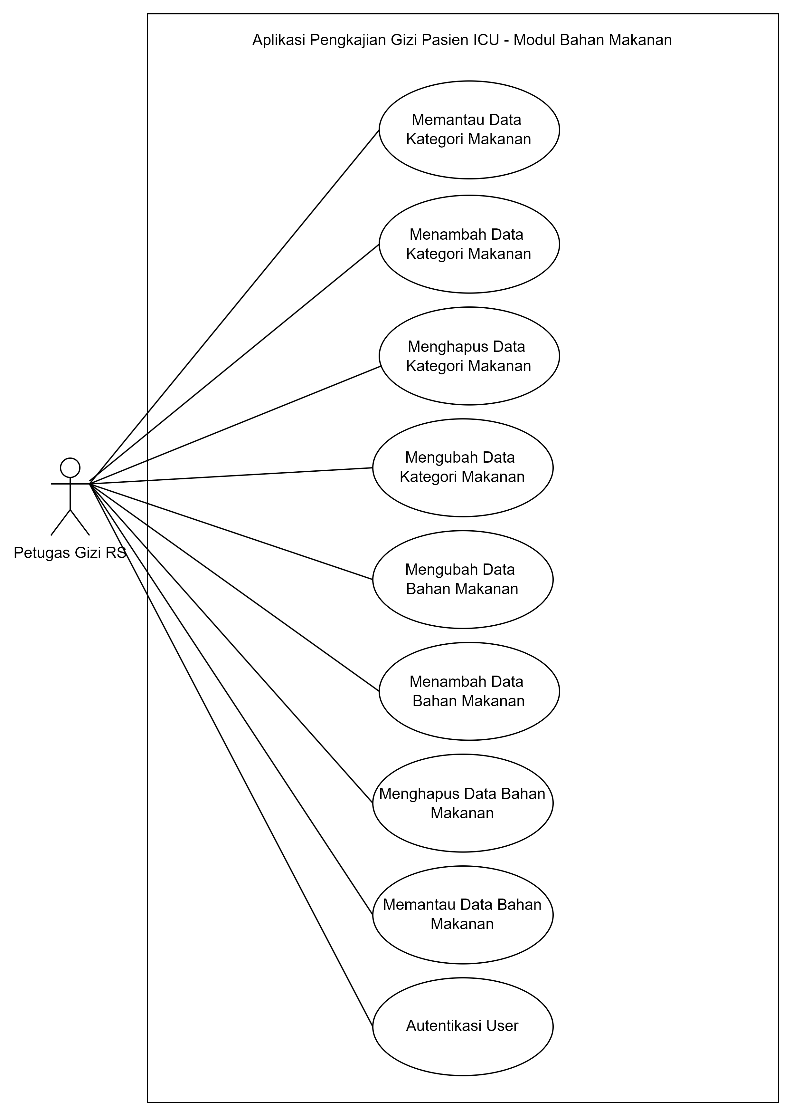 Aplikasi Pengkajian Gizi Pasien ICU - Modul Bahan Makanan
Memantau Data
Kategori Makanan
Menambah Data
Kategori Makanan
Menghapus Data
Kategori Makanan
Mengubah Data
Kategori Makanan
Petugas Gizi RS
Mengubah Data
Bahan Makanan
Menambah Data
Bahan Makanan
Menghapus Data Bahan
Makanan
Memantau Data Bahan
Makanan
Autentikasi User